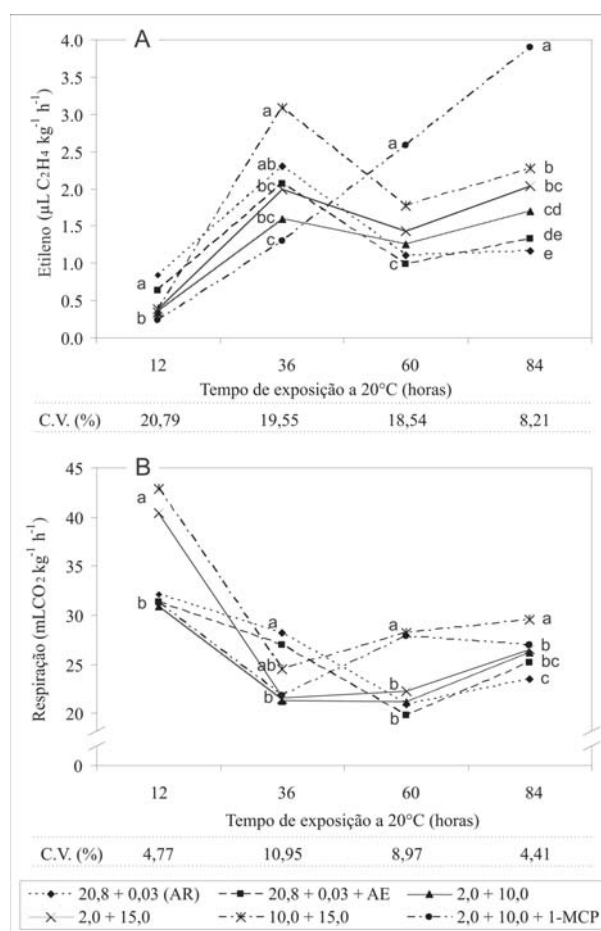 A
Etileno (µL C2H4 kg-1 h-1)
4.0
3.5
3.0
2.5
2.0
1.5
1.0
0.5
0.0
a
b
a
ab
bc
bc
c
a
c
a
b
bc
cd
de
e
12 36 60 84
Tempo de exposição a 20°C (horas)
C.V. (%) 20,79 19,55 18,54 8,21
B
Respiração (mLCO2 kg-1 h-1)
45
40
35
30
25
20
0
a
b
a
ab
b
a
b
b
a
b
bc
c
12 36 60 84
Tempo de exposição a 20°C (horas)
C.V. (%) 4,77 10,95 8,97 4,41
20,8 + 0,03 (AR) 20,8 + 0,03 + AE 2,0 + 10,0
2,0 + 15,0 10,0 + 15,0 2,0 + 10,0 + 1-MCP